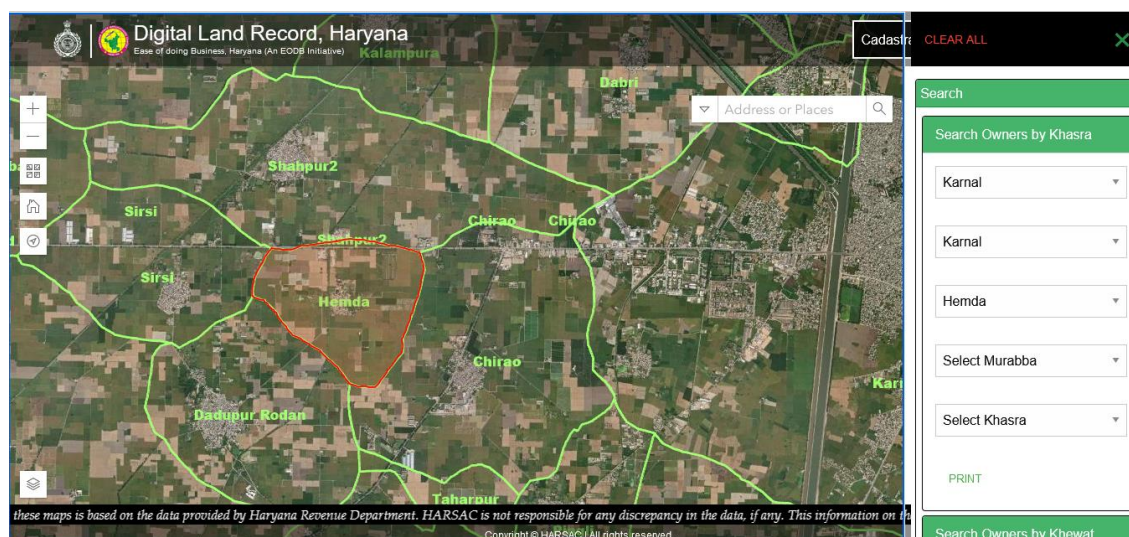 Digital Land Record, Haryana
Ease of doing Business, Haryana (An EODB Initiative)
Kalampura
Cadastra
CLEAR ALL
Dabri
Address or Places
Search
Search Owners by Khasra
Karnal
Karnal
Hemda
Select Murabba
Select Khasra
PRINT
Search Owners by Khewat
Shahpur2
Sirsi
Chirao
Chirao
Shahpur2
Sirsi
Hemda
Chirao
Dadupur Rodan
Taharpur
these maps is based on the data provided by Haryana Revenue Department. HARSAC is not responsible for any discrepancy in the data, if any. This information on
Copyright © HARSAC | All rights reserved